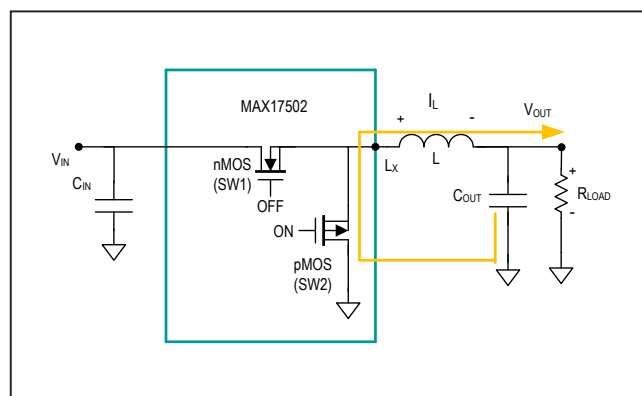 MAX17502
IL
VOUT
+ -
VIN
nMOS
(SW1)
LX
L
CIN
COUT
+
RLOAD
-
OFF
ON
pMOS
(SW2)